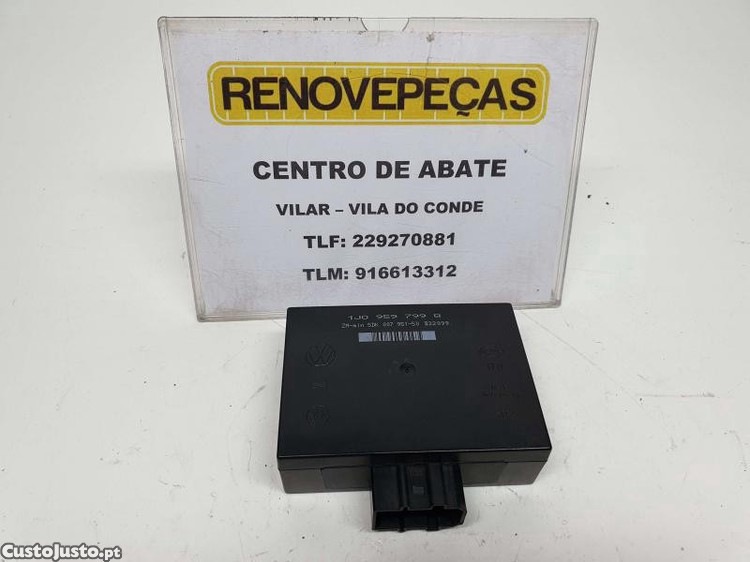 RENOVEPEÇAS
CENTRO DE ABATE
VILAR – VILA DO CONDE
TLF: 229270881
TLM: 916613312
1J0 959 799
CustoJusto.pt